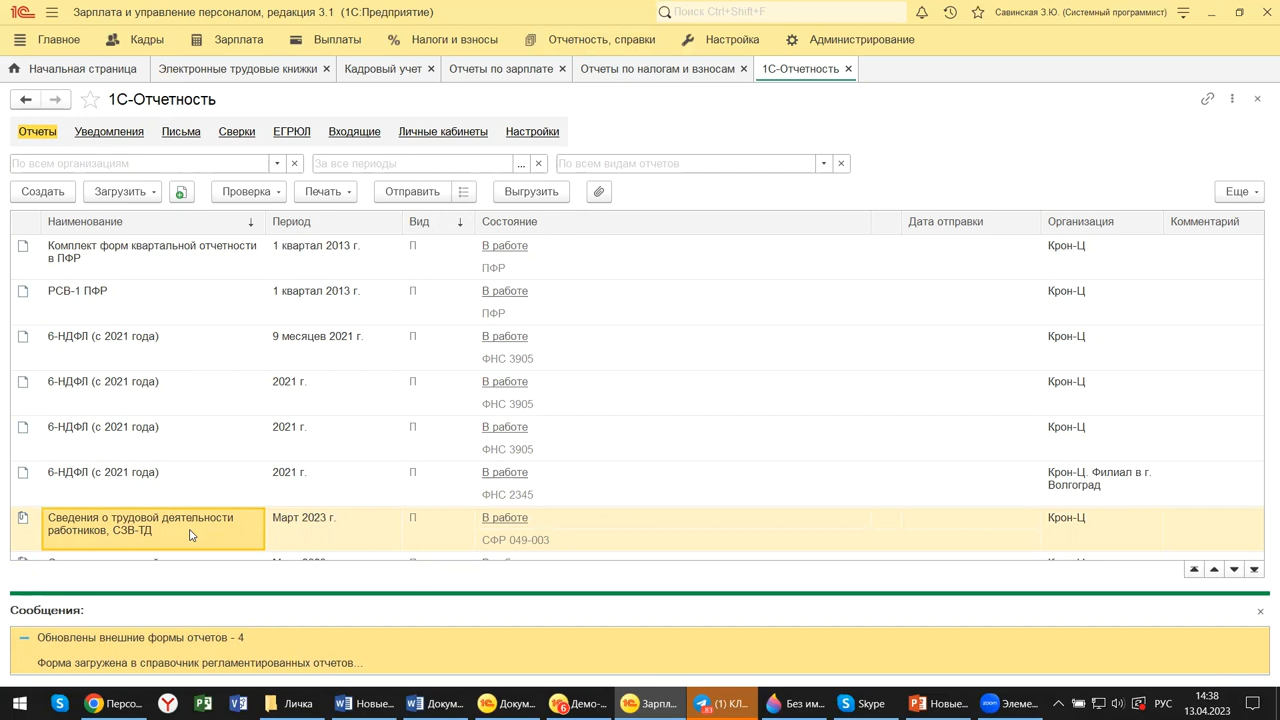 Зарплата и управление персоналом, редакция 3.1 (1С:Предприятие)
Поиск Ctrl+Shift+F
Савинская З.Ю. (Системный программист)
Главное
Кадры
Зарплата
Выплаты
Налоги и взносы
Отчетность, справки
Настройка
Администрирование
Начальная страница
Электронные трудовые книжки
Кадровый учет
Отчеты по зарплате
Отчеты по налогам и взносам
1С-Отчетность
1С-Отчетность
Отчеты
Уведомления
Письма
Сверки
ЕГРЮЛ
Входящие
Личные кабинеты
Настройки
По всем организациям
За все периоды
...
По всем видам отчетов
Создать
Загрузить
Проверка
Печать
Отправить
Выгрузить
Еще
Наименование
Период
Вид
Состояние
Дата отправки
Организация
Комментарий
Комплект форм квартальной отчетности
в ПФР
1 квартал 2013 г.
П
В работе
ПФР
Крон-Ц
РСВ-1 ПФР
1 квартал 2013 г.
П
В работе
ПФР
Крон-Ц
6-НДФЛ (с 2021 года)
9 месяцев 2021 г.
П
В работе
ФНС 3905
Крон-Ц
6-НДФЛ (с 2021 года)
2021 г.
П
В работе
ФНС 3905
Крон-Ц
6-НДФЛ (с 2021 года)
2021 г.
П
В работе
ФНС 3905
Крон-Ц
6-НДФЛ (с 2021 года)
2021 г.
П
В работе
ФНС 2345
Крон-Ц. Филиал в г.
Волгоград
Сведения о трудовой деятельности
работников, СЗВ-ТД
Март 2023 г.
П
В работе
СФР 049-003
Крон-Ц
Сообщения:
Обновлены внешние формы отчетов - 4
Форма загружена в справочник регламентированных отчетов...
Персо...
Личка
Новые...
Докум...
Докум...
Демо-...
Зарпл...
(1) КЛ...
Без им...
Skype
Новые...
Элеме...
РУС
14:38
13.04.2023